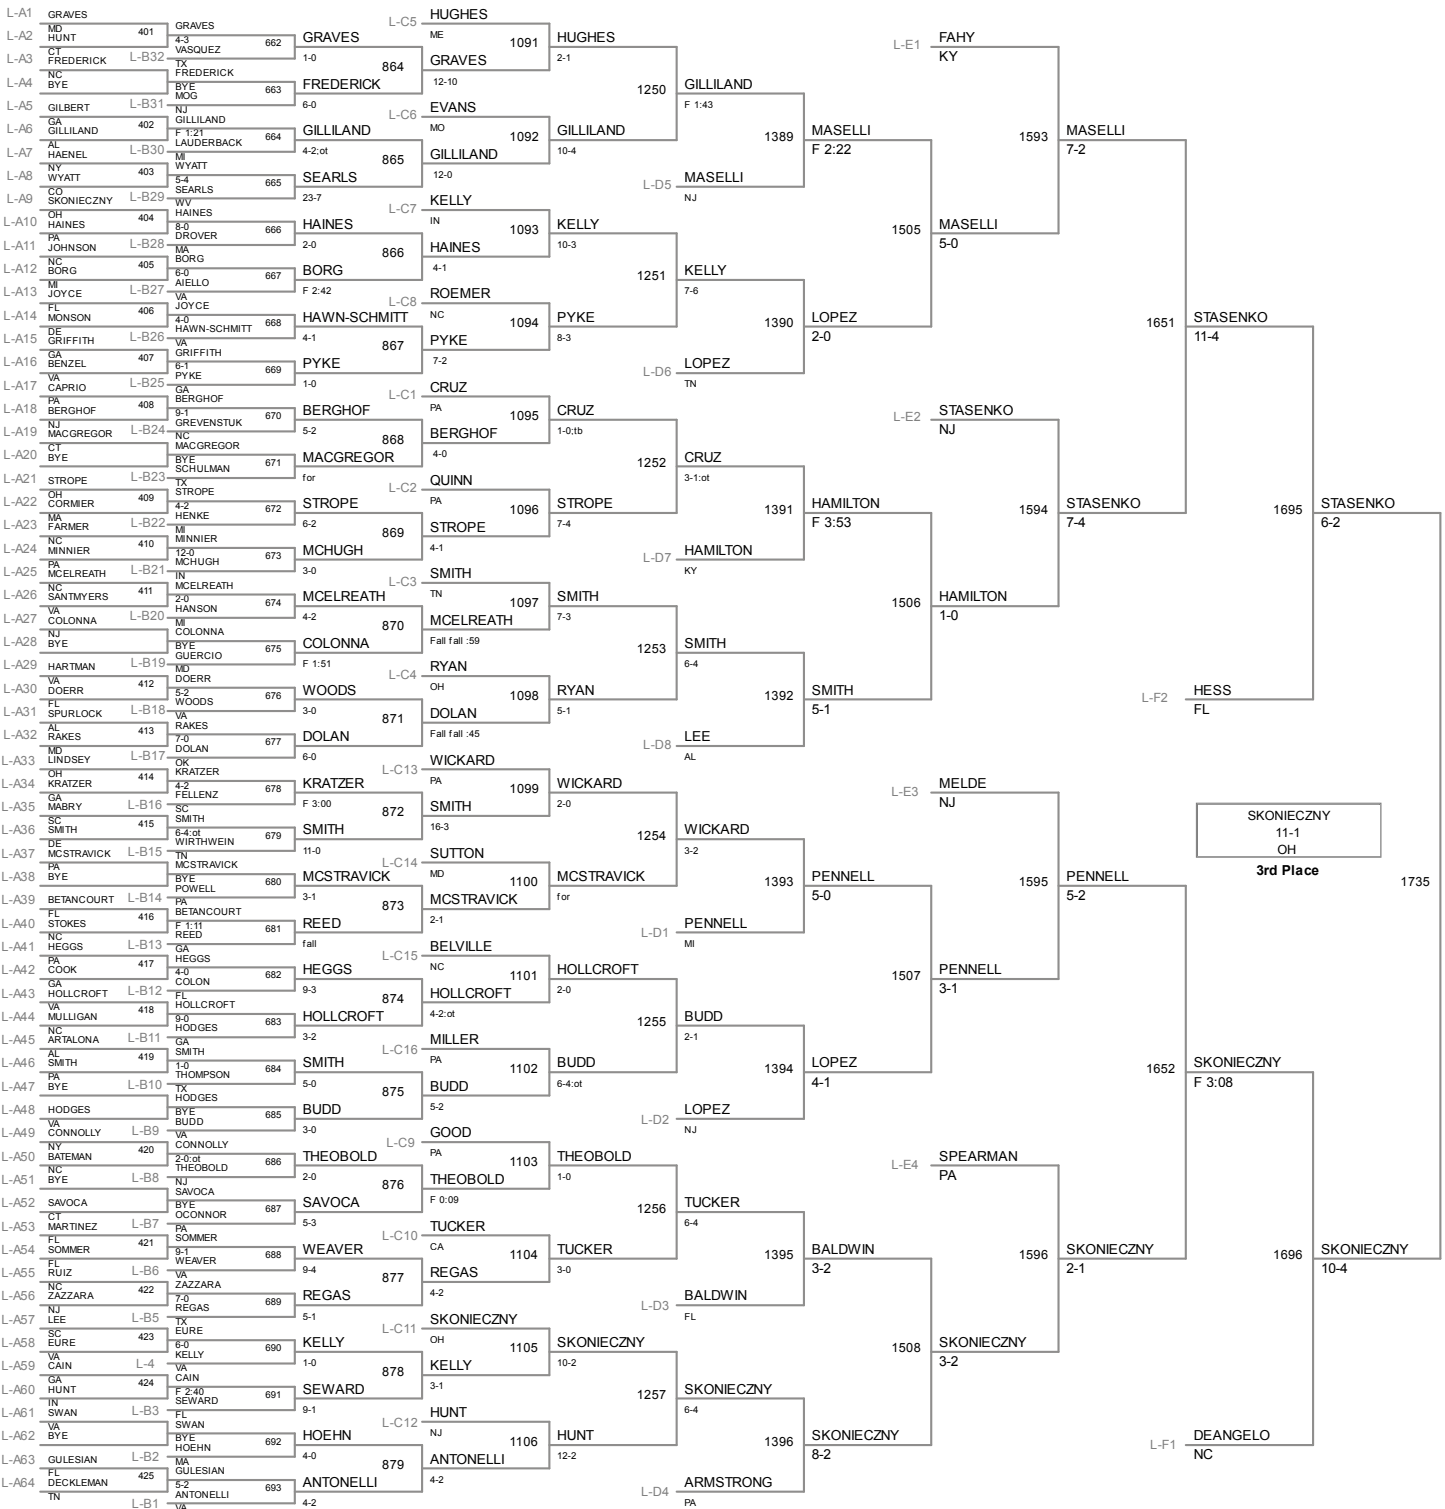 L-A1 GRAVES
MD
L-A2 HUNT
CT
L-A3 FREDERICK
NC
L-A4 BYE
L-A5 GILBERT
GA
L-A6 GILLILAND
AL
L-A7 HAENEL
NY
L-A8 WYATT
CO
L-A9 SKONIECZNY
OH
L-A10 HAINES
PA
L-A11 JOHNSON
NC
L-A12 BORG
MI
L-A13 JOYCE
FL
L-A14 MONSON
DE
L-A15 GRIFFITH
GA
L-A16 BENZEL
VA
L-A17 CAPRIO
PA
L-A18 BERGHOF
NJ
L-A19 MACGREGOR
CT
L-A20 BYE
L-A21 STROPE
OH
L-A22 CORMIER
MA
L-A23 FARMER
NC
L-A24 MINNIER
PA
L-A25 MCELREATH
NC
L-A26 SANTMYERS
VA
L-A27 COLONNA
NJ
L-A28 BYE
L-A29 HARTMAN
VA
L-A30 DOERR
FL
L-A31 SPURLOCK
AL
L-A32 RAKES
MD
L-A33 LINDSEY
OH
L-A34 KRATZER
GA
L-A35 MABRY
SC
L-A36 SMITH
DE
L-A37 MCSTRAVICK
PA
L-A38 BYE
L-A39 BETANCOURT
FL
L-A40 STOKES
NC
L-A41 HEGGS
PA
L-A42 COOK
GA
L-A43 HOLLCROFT
VA
L-A44 MULLIGAN
NC
L-A45 ARTALONA
AL
L-A46 SMITH
PA
L-A47 BYE
L-A48 HODGES
VA
L-A49 CONNOLLY
NY
L-A50 BATEMAN
NC
L-A51 BYE
L-A52 SAVOCA
CT
L-A53 MARTINEZ
FL
L-A54 SOMMER
FL
L-A55 RUIZ
NC
L-A56 ZAZZARA
NJ
L-A57 LEE
SC
L-A58 EURE
VA
L-A59 CAIN
GA
L-A60 HUNT
IN
L-A61 SWAN
VA
L-A62 BYE
L-A63 GULESIAN
FL
L-A64 DECKLEMAN
TN
401
402
403
404
405
406
407
408
409
410
411
412
413
414
415
416
417
418
419
420
421
422
423
424
425
GRAVES
4-3
L-B32 VASQUEZ
TX
662
FREDERICK
BYE
L-B31 MOG
NJ
663
GILLILAND
F 1:21
L-B30 LAUDERBACK
MI
664
WYATT
5-4
L-B29 SEARLS
WV
665
HAINES
8-0
L-B28 DROVER
MA
666
BORG
6-0
L-B27 AIELLO
VA
667
JOYCE
4-0
L-B26 HAWN-SCHMITT
VA
668
GRIFFITH
6-1
L-B25 PYKE
GA
669
BERGHOF
9-1
L-B24 GREVENSTUK
NC
670
MACGREGOR
BYE
L-B23 SCHULMAN
TX
671
STROPE
4-2
L-B22 HENKE
MI
672
MINNIER
12-0
L-B21 MCHUGH
IN
673
MCELREATH
2-0
L-B20 HANSON
MI
674
COLONNA
BYE
L-B19 GUERCIO
MD
675
DOERR
5-2
L-B18 WOODS
VA
676
RAKES
7-0
L-B17 DOLAN
OK
677
KRATZER
4-2
L-B16 FELLENZ
SC
678
SMITH
6-4:ot
L-B15 WIRTHWEIN
TN
679
MCSTRAVICK
BYE
L-B14 POWELL
PA
680
BETANCOURT
F 1:11
L-B13 REED
GA
681
HEGGS
4-0
L-B12 COLON
FL
682
HOLLCROFT
9-0
L-B11 HODGES
GA
683
SMITH
1-0
L-B10 THOMPSON
TX
684
HODGES
BYE
L-B9 BUDD
VA
685
CONNOLLY
2-0:ot
L-B8 THEOBOLD
NJ
686
SAVOCA
BYE
L-B7 OCONNOR
PA
687
SOMMER
9-1
L-B6 WEAVER
VA
688
ZAZZARA
7-0
L-B5 REGAS
TX
689
EURE
6-0
L-4 KELLY
VA
690
CAIN
F 2:40
L-B3 SEWARD
FL
691
SWAN
BYE
L-B2 HOEHN
MA
692
GULESIAN
5-2
L-B1 ANTONELLI
VA
693
GRAVES
1-0
864
FREDERICK
6-0
GILLILAND
4-2;ot
865
SEARLS
23-7
HAINES
2-0
866
BORG
F 2:42
HAWN-SCHMITT
4-1
867
PYKE
1-0
BERGHOF
5-2
868
MACGREGOR
for
STROPE
6-2
869
MCHUGH
3-0
MCELREATH
4-2
870
COLONNA
F 1:51
WOODS
3-0
871
DOLAN
6-0
KRATZER
F 3:00
872
SMITH
11-0
MCSTRAVICK
3-1
873
REED
fall
HEGGS
9-3
874
HOLLCROFT
3-2
SMITH
5-0
875
BUDD
3-0
THEOBOLD
2-0
876
SAVOCA
5-3
WEAVER
9-4
877
REGAS
5-1
KELLY
1-0
878
SEWARD
9-1
HOEHN
4-0
879
ANTONELLI
4-2
L-C5 HUGHES
ME
1091
GRAVES
12-10
L-C6 EVANS
MO
1092
GILLILAND
12-0
L-C7 KELLY
IN
1093
HAINES
4-1
L-C8 ROEMER
NC
1094
PYKE
7-2
L-C1 CRUZ
PA
1095
BERGHOF
4-0
L-C2 QUINN
PA
1096
STROPE
4-1
L-C3 SMITH
TN
1097
MCELREATH
Fall fall :59
L-C4 RYAN
OH
1098
DOLAN
Fall fall :45
L-C13 WICKARD
PA
1099
SMITH
16-3
L-C14 SUTTON
MD
1100
MCSTRAVICK
2-1
L-C15 BELVILLE
NC
1101
HOLLCROFT
4-2:ot
L-C16 MILLER
PA
1102
BUDD
5-2
L-C9 GOOD
PA
1103
THEOBOLD
F 0:09
L-C10 TUCKER
CA
1104
REGAS
4-2
L-C11 SKONIECZNY
OH
1105
KELLY
3-1
L-C12 HUNT
NJ
1106
ANTONELLI
4-2
HUGHES
2-1
1250
GILLILAND
10-4
KELLY
10-3
1251
PYKE
8-3
CRUZ
1-0;tb
1252
STROPE
7-4
SMITH
7-3
1253
RYAN
5-1
WICKARD
2-0
1254
MCSTRAVICK
for
HOLLCROFT
2-0
1255
BUDD
6-4:ot
THEOBOLD
1-0
1256
TUCKER
3-0
SKONIECZNY
10-2
1257
HUNT
12-2
GILLILAND
F 1:43
1389
L-D5 MASELLI
NJ
KELLY
7-6
1390
L-D6 LOPEZ
TN
CRUZ
3-1:ot
1391
L-D7 HAMILTON
KY
SMITH
6-4
1392
L-D8 LEE
AL
WICKARD
3-2
1393
L-D1 PENNELL
MI
BUDD
2-1
1394
L-D2 LOPEZ
NJ
TUCKER
6-4
1395
L-D3 BALDWIN
FL
SKONIECZNY
6-4
1396
L-D4 ARMSTRONG
PA
MASELLI
F 2:22
1505
LOPEZ
2-0
HAMILTON
F 3:53
1506
SMITH
5-1
PENNELL
5-0
1507
LOPEZ
4-1
BALDWIN
3-2
1508
SKONIECZNY
8-2
L-E1 FAHY
KY
1593
MASELLI
5-0
L-E2 STASENKO
NJ
1594
HAMILTON
1-0
L-E3 MELDE
NJ
1595
PENNELL
3-1
L-E4 SPEARMAN
PA
1596
SKONIECZNY
3-2
MASELLI
7-2
1651
STASENKO
7-4
PENNELL
5-2
1652
SKONIECZNY
2-1
STASENKO
11-4
1695
L-F2 HESS
FL
SKONIECZNY
F 3:08
1696
L-F1 DEANGELO
NC
STASENKO
6-2
1735
SKONIECZNY
10-4
SKONIECZNY
11-1
OH
3rd Place